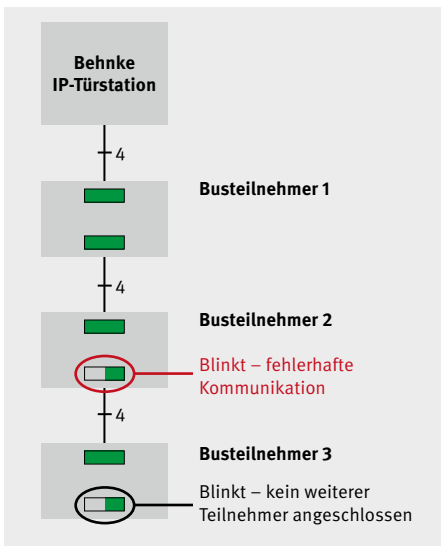 Behnke
IP-Türstation
4
Busteilnehmer 1
4
Busteilnehmer 2
Blinkt – fehlerhafte
Kommunikation
4
Busteilnehmer 3
Blinkt – kein weiterer
Teilnehmer angeschlossen